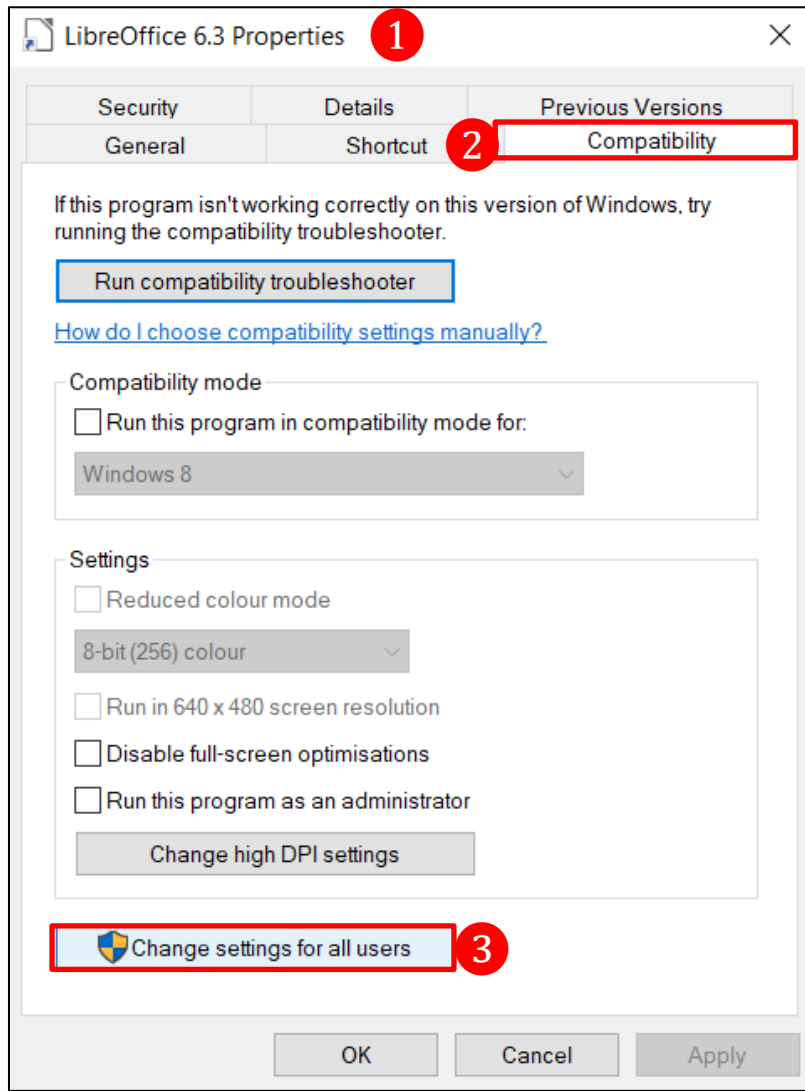 LibreOffice 6.3 Properties 1
Security Details Previous Versions
General Shortcut 2 Compatibility
If this program isn't working correctly on this version of Windows, try
running the compatibility troubleshooter.
Run compatibility troubleshooter
How do I choose compatibility settings manually?
Compatibility mode
Run this program in compatibility mode for:
Windows 8
Settings
Reduced colour mode
8-bit (256) colour
Run in 640 x 480 screen resolution
Disable full-screen optimisations
Run this program as an administrator
Change high DPI settings
Change settings for all users 3
OK Cancel Apply